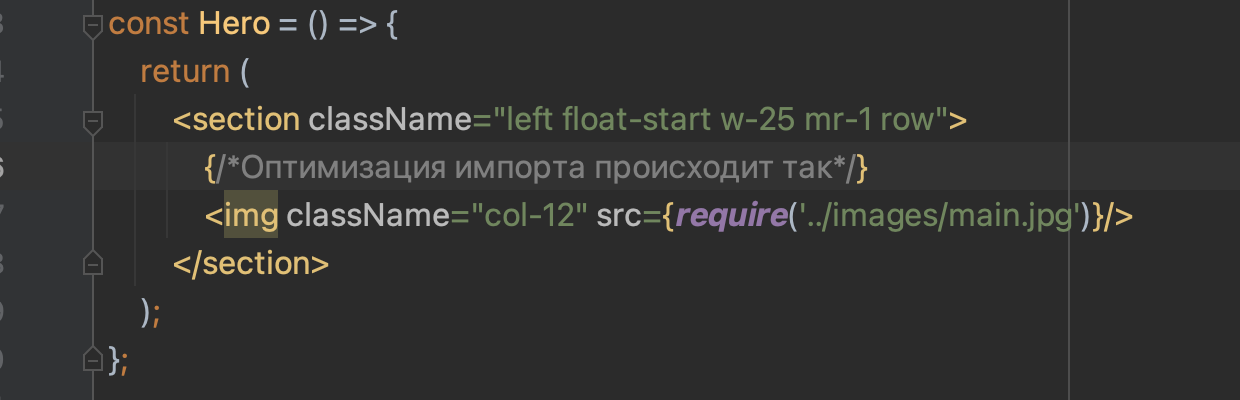 const Hero = () => {
return (
<section className="left float-start w-25 mr-1 row">
{/*Оптимизация импорта происходит так*/}
<img className="col-12" src={require('../images/main.jpg')}/>
</section>
);
};